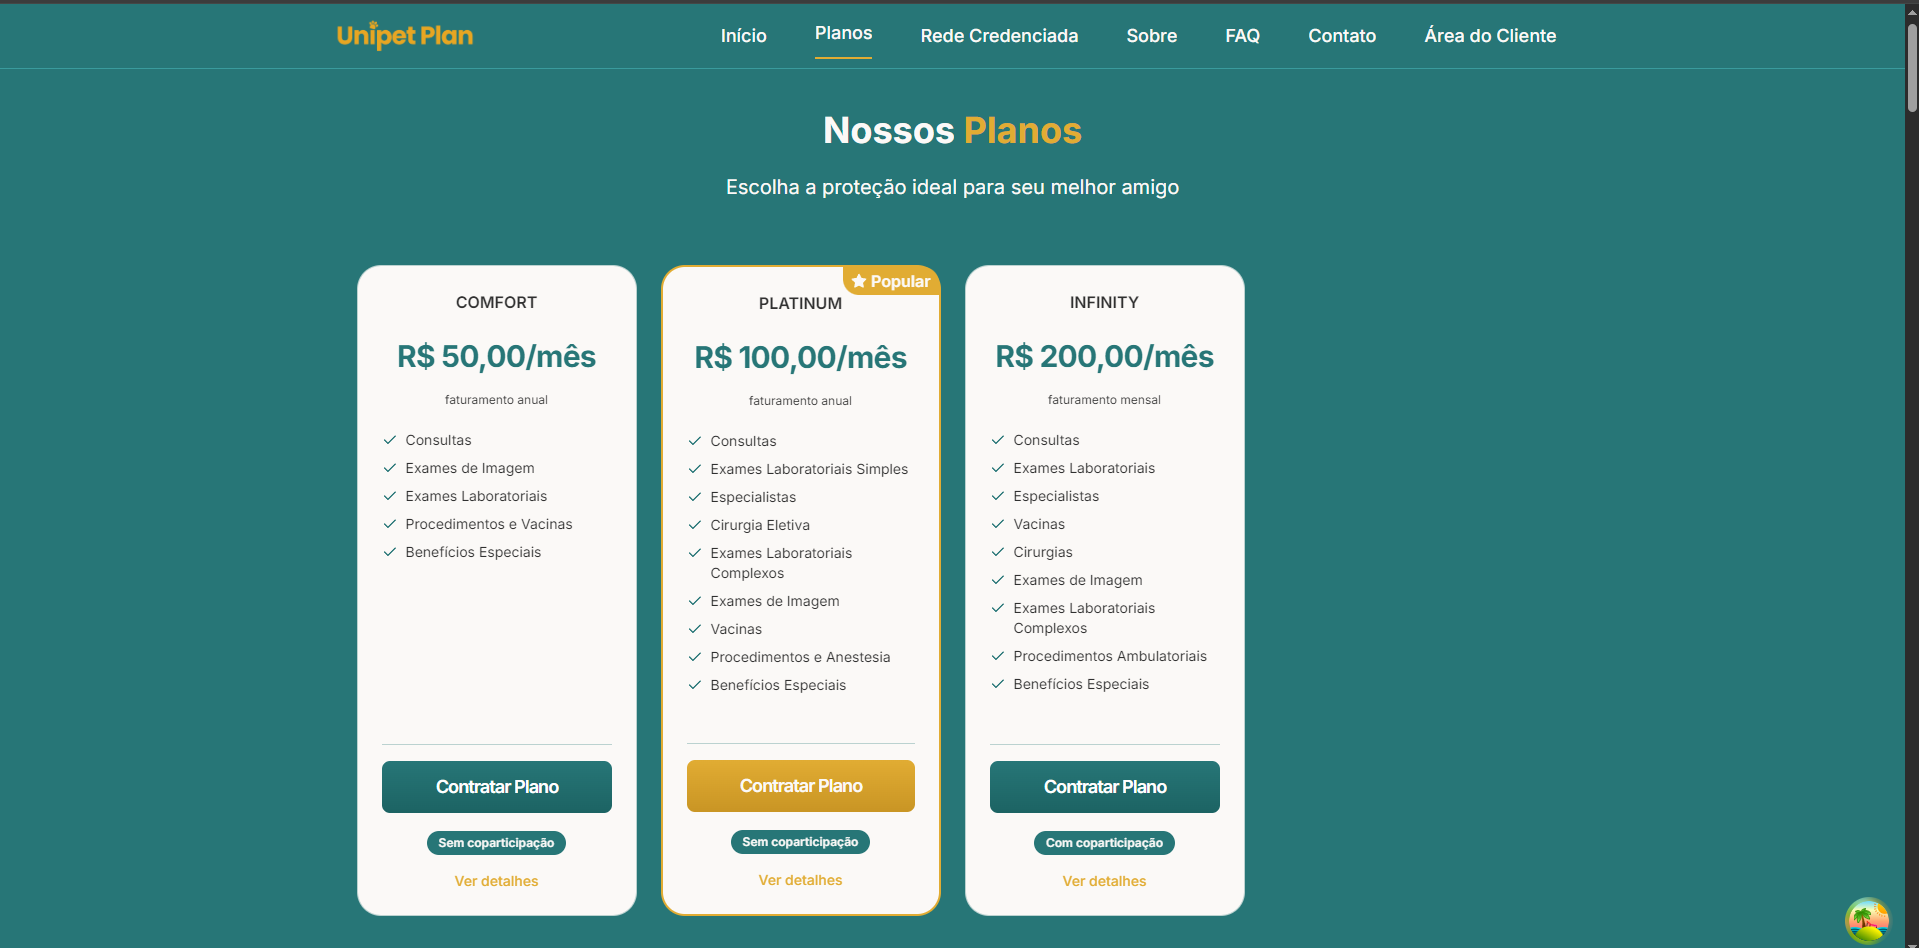 Unipet Plan
Início
Planos
Rede Credenciada
Sobre
FAQ
Contato
Área do Cliente
Nossos Planos
Escolha a proteção ideal para seu melhor amigo
COMFORT
R$ 50,00/mês
faturamento anual
Consultas
Exames de Imagem
Exames Laboratoriais
Procedimentos e Vacinas
Benefícios Especiais
Contratar Plano
Sem coparticipação
Ver detalhes
Popular
PLATINUM
R$ 100,00/mês
faturamento anual
Consultas
Exames Laboratoriais Simples
Especialistas
Cirurgia Eletiva
Exames Laboratoriais
Complexos
Exames de Imagem
Vacinas
Procedimentos e Anestesia
Benefícios Especiais
Contratar Plano
Sem coparticipação
Ver detalhes
INFINITY
R$ 200,00/mês
faturamento mensal
Consultas
Exames Laboratoriais
Especialistas
Vacinas
Cirurgias
Exames de Imagem
Exames Laboratoriais
Complexos
Procedimentos Ambulatoriais
Benefícios Especiais
Contratar Plano
Com coparticipação
Ver detalhes